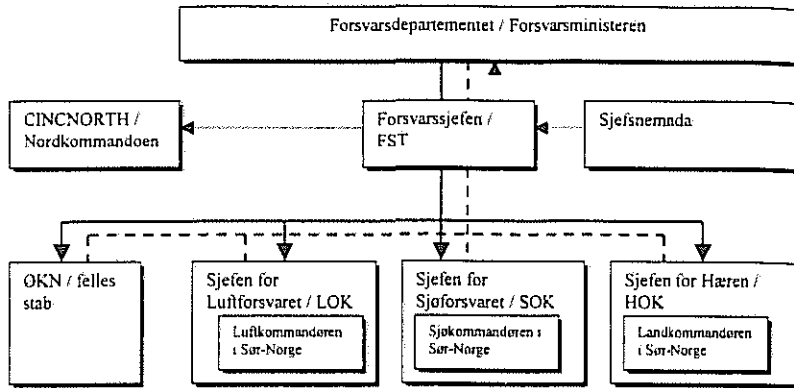 Forsvarsdepartementet / Forsvarsministeren
CINCNORTH /
Nordkommandoen
Forsvarssjefen /
FST
Sjefsnemnda
ØKN / felles
stab
Sjefen for
Luftforsvaret / LOK
Luftkommandøren
i Sør-Norge
Sjefen for
Sjøforsvaret / SOK
Sjøkommandøren i
Sør-Norge
Sjefen for Hæren /
HOK
Landkommandøren
i Sør-Norge